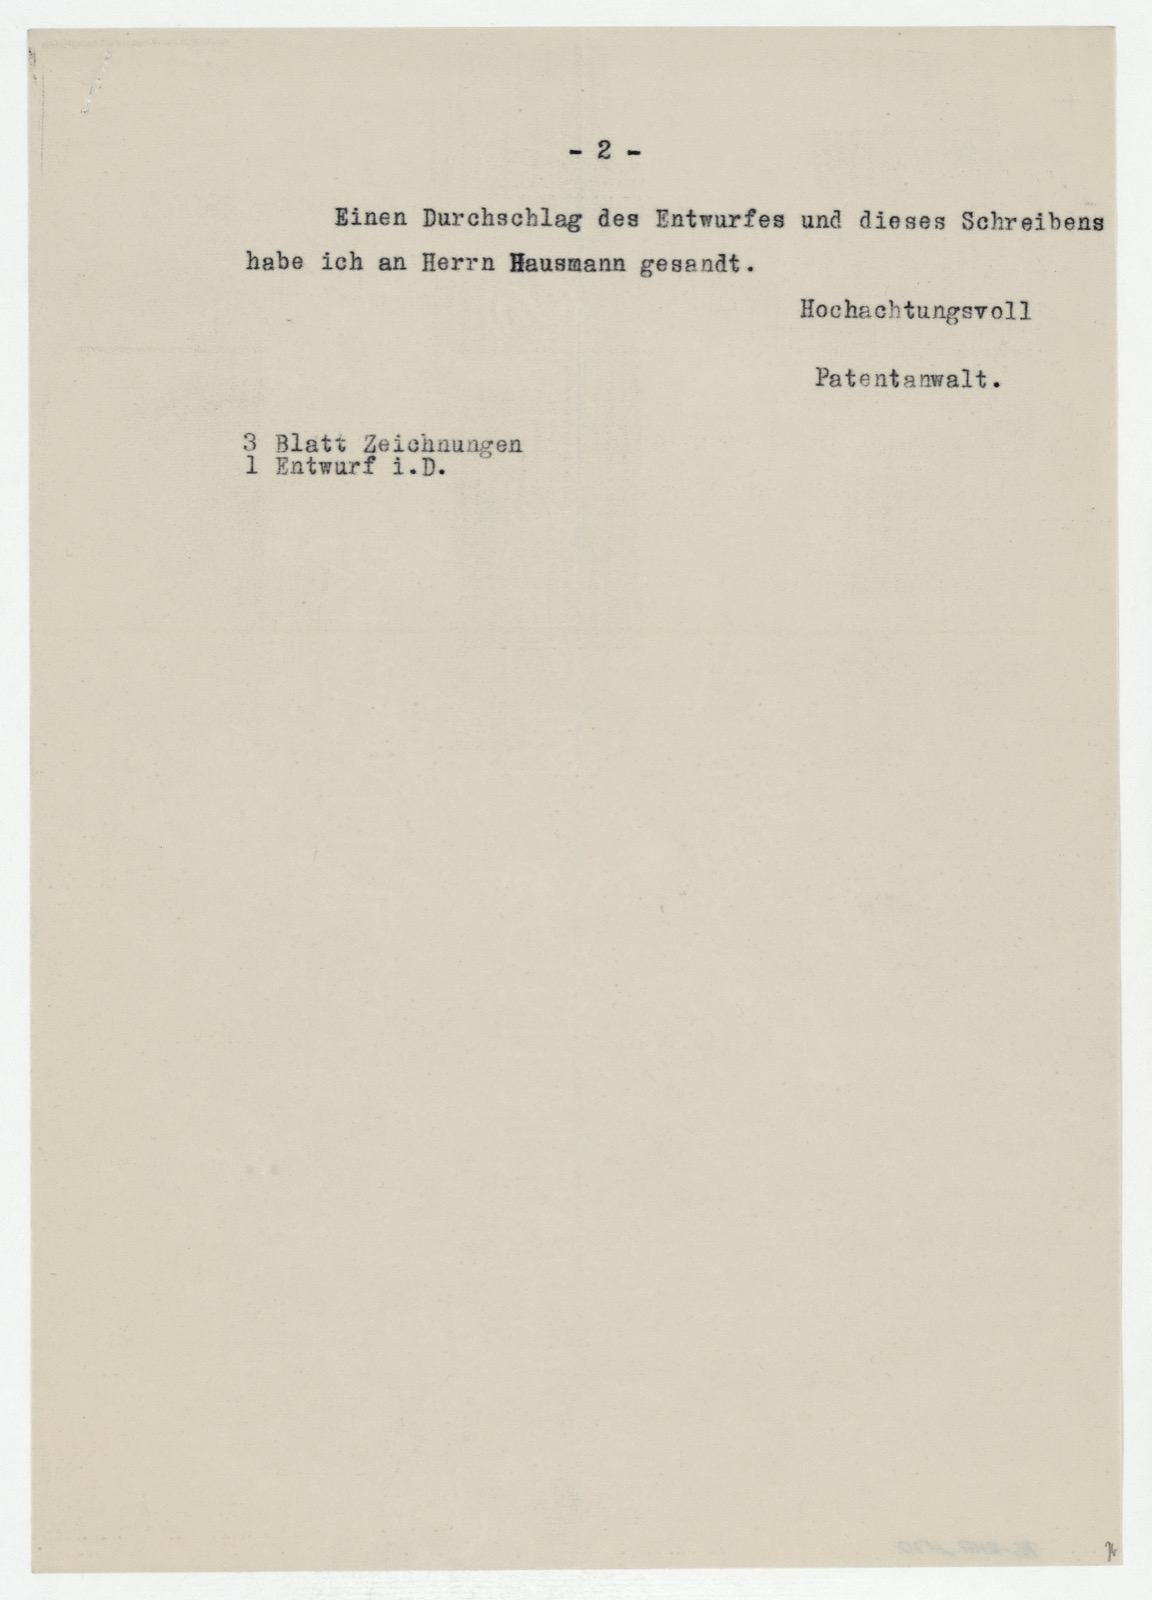 - 2 -
Einen Durchschlag des Entwurfes und dieses Schreibens
habe ich an Herrn Hausmann gesandt.
Hochachtungsvoll
Patentanwalt.
3 Blatt Zeichnungen
1 Entwurf i.D.